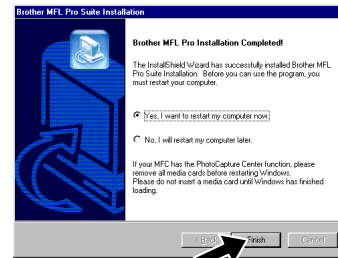 Brother MFL Pro Suite Installation
Brother MFL Pro Installation Completed!
The InstallShield Wizard has successfully installed Brother MFL
Pro Suite Installation. Before you can use the program, you
must restart your computer.
Yes, I want to restart my computer now.
No, I will restart my computer later.
If your MFC has the PhotoCapture Center function, please
remove all media cards before restarting Windows.
Please do not insert a media card until Windows has finished
loading.
< Back
Finish
Cancel